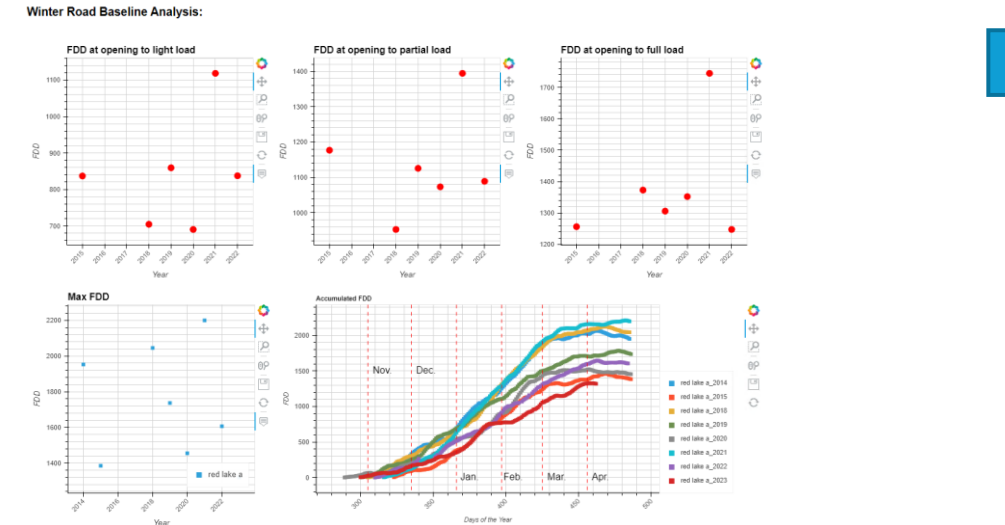 Winter Road Baseline Analysis:
FDD at opening to light load
1100
1000
900
800
700
FDD
2015 2016 2017 2018 2019 2020 2021 2022
Year
FDD at opening to partial load
1400
1300
1200
1100
1000
FDD
2015 2016 2017 2018 2019 2020 2021 2022
Year
FDD at opening to full load
1700
1600
1500
1400
1300
1200
FDD
2015 2016 2017 2018 2019 2020 2021 2022
Year
Max FDD
2200
2000
1800
1600
1400
FDD
red lake a
2014 2016 2018 2020 2022
Year
Accumulated FDD
2000
1500
1000
500
0
FDD
Nov. Dec.
Jan. Feb. Mar. Apr.
300 350 400 450 500
Days of the Year
red lake a_2014
red lake a_2015
red lake a_2018
red lake a_2019
red lake a_2020
red lake a_2021
red lake a_2022
red lake a_2023